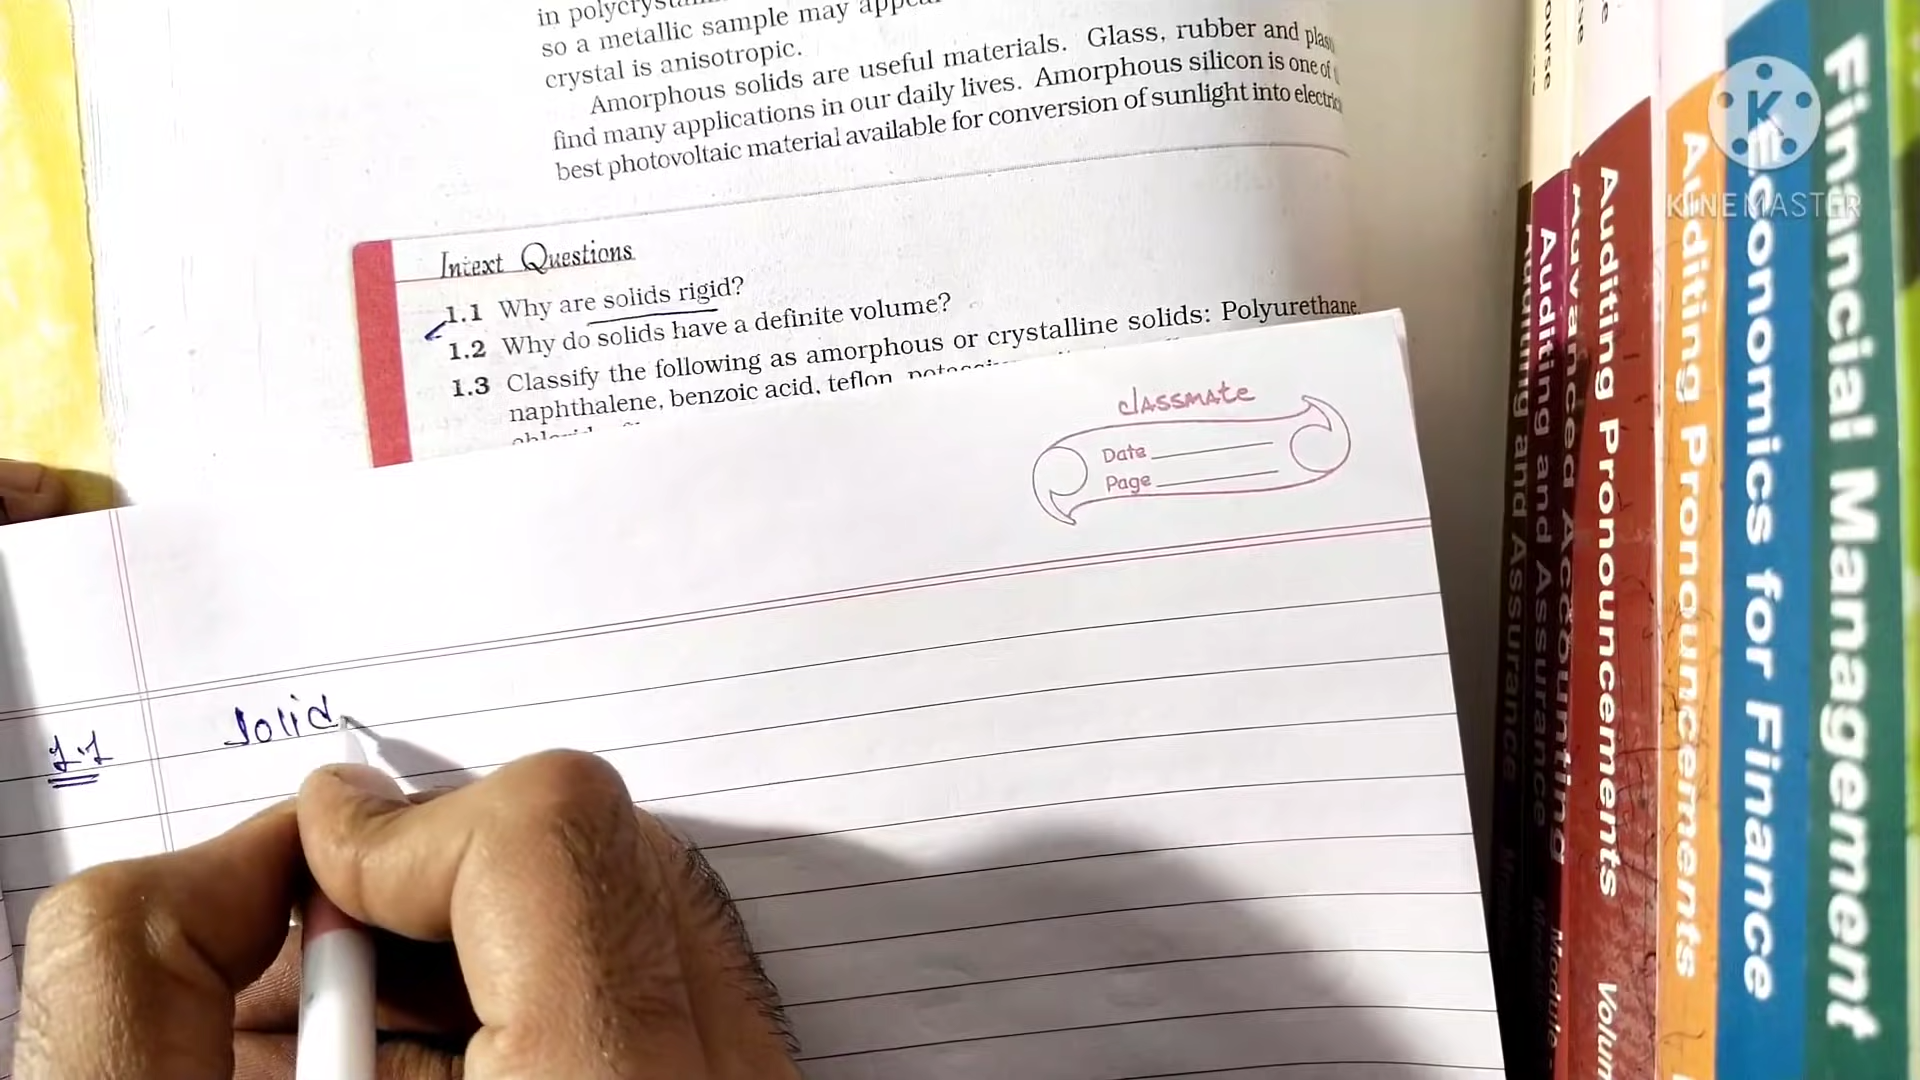 in
so a metallic sample may
crystal is anisotropic.
Amorphous solids are useful materials. Glass, rubber and plas
find many applications in our daily lives. Amorphous silicon is one of
best photovoltaic material available for conversion of sunlight into electric
Intext Questions
1.1 Why are solids rigid?
1.2 Why do solids have a definite volume?
1.3 Classify the following as amorphous or crystalline solids: Polyurethane,
naphthalene, benzoic acid, teflon,
classmate
Date
Page
1.1 Solid
KINEMASTER
Auditing and Assurance
Auditing and Assurance
Advanced Accounting
Module
Auditing Pronouncements
Auditing Pronouncements
Economics for Finance
Financial Management